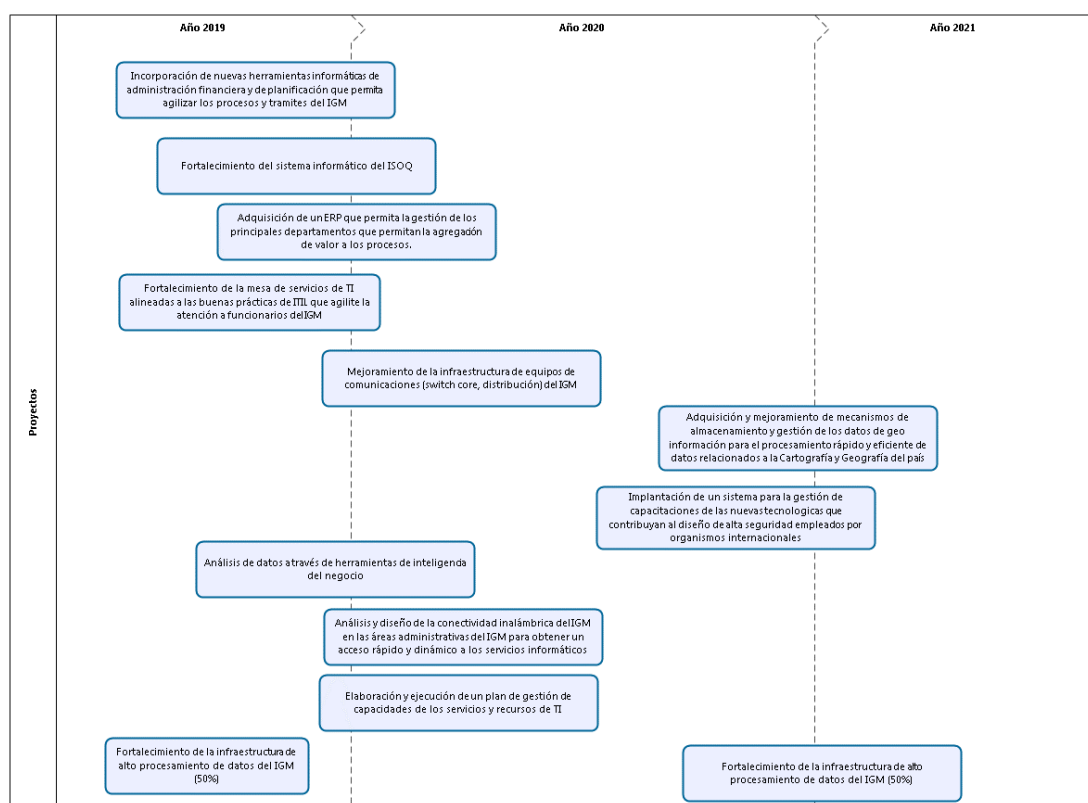 Año 2019
Año 2020
Año 2021
Proyectos
Incorporación de nuevas herramientas informáticas de
administración financiera y de planificación que permita
agilizar los procesos y tramites del IGM
Fortalecimiento del sistema informático del ISOQ
Adquisición de un ERP que permita la gestión de los
principales departamentos que permitan la agregación
de valor a los procesos.
Fortalecimiento de la mesa de servicios de TI
alineadas a las buenas prácticas de ITIL que agilite la
atención a funcionarios del IGM
Mejoramiento de la infraestructura de equipos de
comunicaciones (switch core, distribución) del IGM
Adquisición y mejoramiento de mecanismos de
almacenamiento y gestión de los datos de geo
información para el procesamiento rápido y eficiente de
datos relacionados a la Cartografía y Geografía del país
Implantación de un sistema para la gestión de
capacitaciones de las nuevas tecnologicas que
contribuyan al diseño de alta seguridad empleados por
organismos internacionales
Análisis de datos através de herramientas de inteligencia
del negocio
Análisis y diseño de la conectividad inalámbrica del IGM
en las áreas administrativas del IGM para obtener un
acceso rápido y dinámico a los servicios informáticos
Elaboración y ejecución de un plan de gestión de
capacidades de los servicios y recursos de TI
Fortalecimiento de la infraestructura de
alto procesamiento de datos del IGM
(50%)
Fortalecimiento de la infraestructura de alto
procesamiento de datos del IGM (50%)